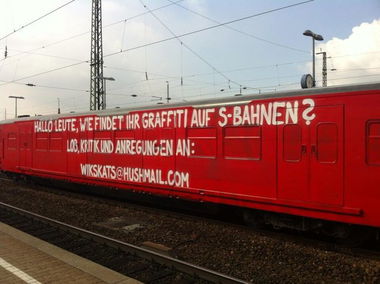 HALLO LEUTE, WIE FINDET IHR GRAFFITI AUF S-BAHNEN?
LOB, KRITIK UND ANREGUNGEN AN:
WIKSKATS@HUSHMAIL.COM